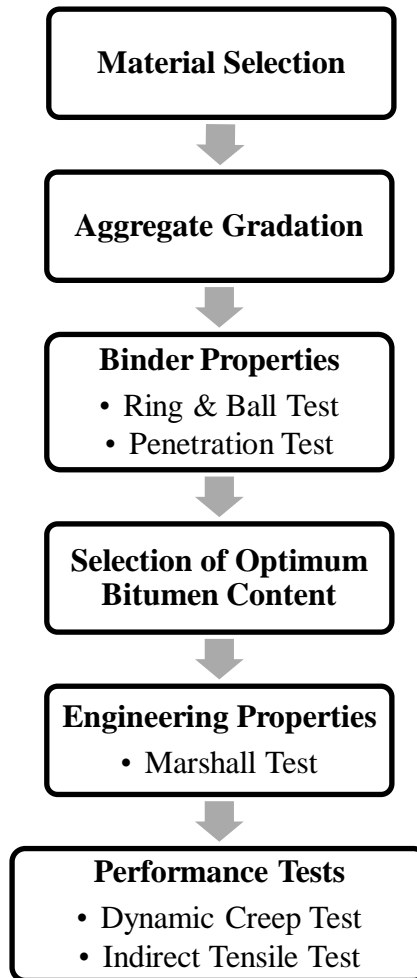 Material Selection
Aggregate Gradation
Binder Properties
• Ring & Ball Test
• Penetration Test
Selection of Optimum
Bitumen Content
Engineering Properties
• Marshall Test
Performance Tests
• Dynamic Creep Test
• Indirect Tensile Test